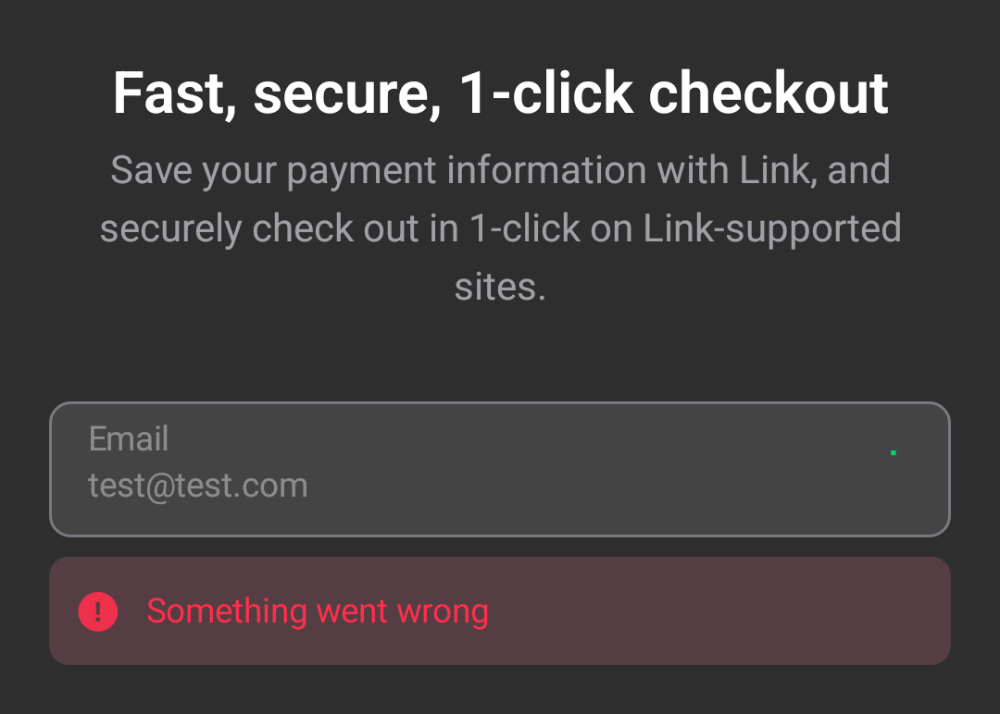 Fast, secure, 1-click checkout
Save your payment information with Link, and
securely check out in 1-click on Link-supported
sites.
Email
test@test.com
Something went wrong